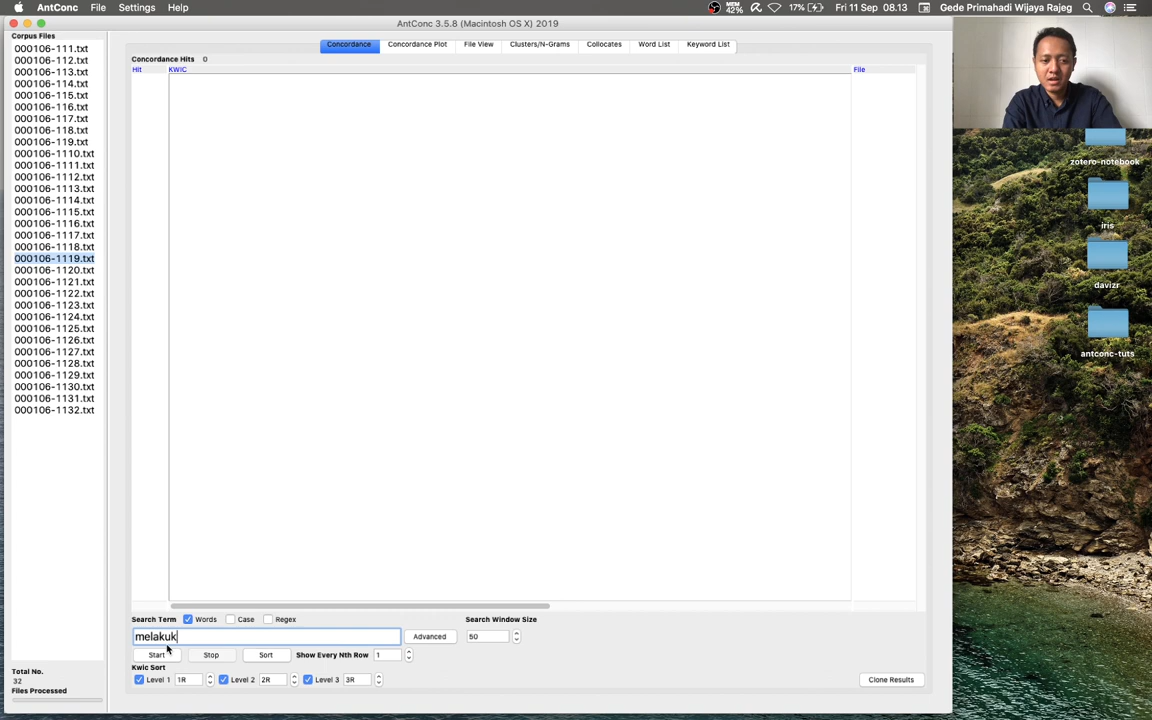 AntConc File Settings Help MEM 42% 17% Fri 11 Sep 08.13 Gede Primahadi Wijaya Rajeg
AntConc 3.5.8 (Macintosh OS X) 2019
Corpus Files
000106-111.txt
000106-112.txt
000106-113.txt
000106-114.txt
000106-115.txt
000106-116.txt
000106-117.txt
000106-118.txt
000106-119.txt
000106-1110.txt
000106-1111.txt
000106-1112.txt
000106-1113.txt
000106-1114.txt
000106-1115.txt
000106-1116.txt
000106-1117.txt
000106-1118.txt
000106-1119.txt
000106-1120.txt
000106-1121.txt
000106-1122.txt
000106-1123.txt
000106-1124.txt
000106-1125.txt
000106-1126.txt
000106-1127.txt
000106-1128.txt
000106-1129.txt
000106-1130.txt
000106-1131.txt
000106-1132.txt
Total No.
32
Files Processed
Concordance Concordance Plot File View Clusters/N-Grams Collocates Word List Keyword List
Concordance Hits 0
Hit KWIC File
Search Term Words Case Regex Search Window Size
melakuk Advanced 50
Start Stop Sort Show Every Nth Row 1
Kwic Sort
Level 1 1R Level 2 2R Level 3 3R Clone Results
zotero-notebook
iris
davizr
antconc-tuts